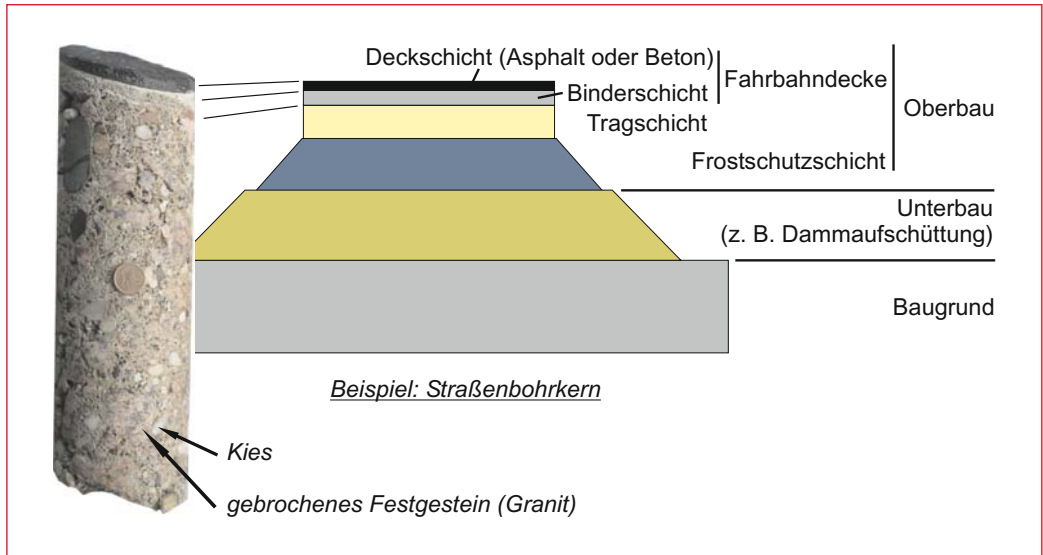 Deckschicht (Asphalt oder Beton)
Binderschicht
Fahrbahndecke
Tragschicht
Oberbau
Frostschutzschicht
Unterbau
(z. B. Dammaufschüttung)
Baugrund
Beispiel: Straßenbohrkern
Kies
gebrochenes Festgestein (Granit)